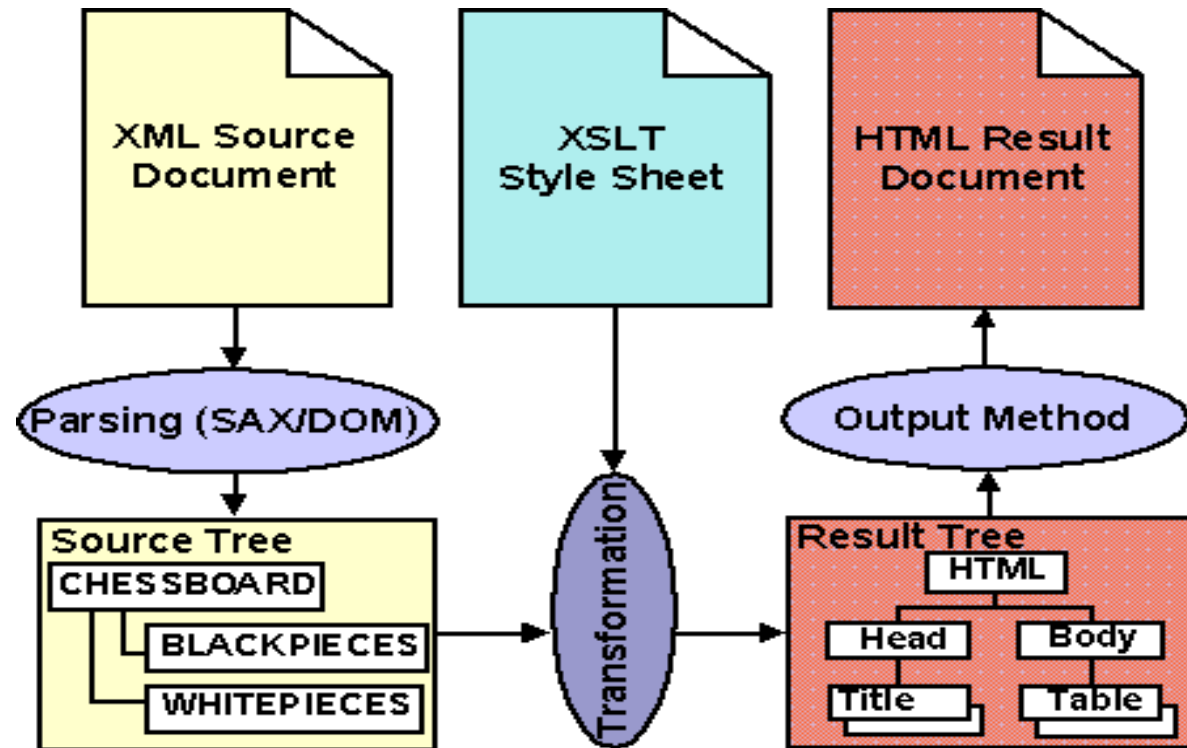 XML Source
Document
XSLT
Style Sheet
HTML Result
Document
Parsing (SAX/DOM)
Output Method
Source Tree
CHESSBOARD
BLACKPIECES
WHITEPIECES
Transformation
Result Tree
HTML
Head
Body
Title
Table